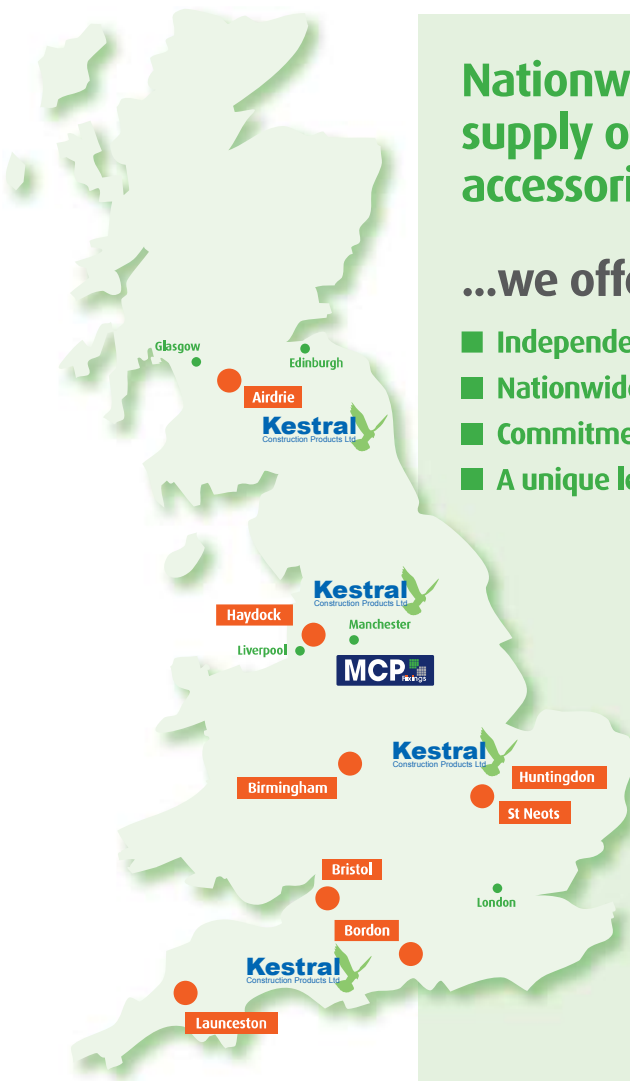 Nationw
supply o
accessori
...we offe
Independe
Nationwide
Commitme
A unique le
Glasgow
Edinburgh
Airdrie
Kestral
Construction Products Ltd
Kestral
Construction Products Ltd
Haydock
Manchester
Liverpool
MCP
Fixings
Kestral
Construction Products Ltd
Huntingdon
Birmingham
St Neots
Bristol
London
Bordon
Kestral
Construction Products Ltd
Launceston